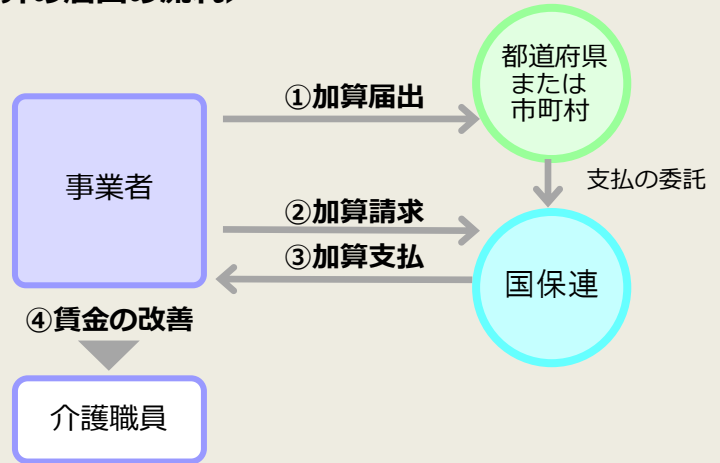 ①加算届出
都道府県
または
市町村
支払の委託
事業者
②加算請求
③加算支払
国保連
④賃金の改善
介護職員